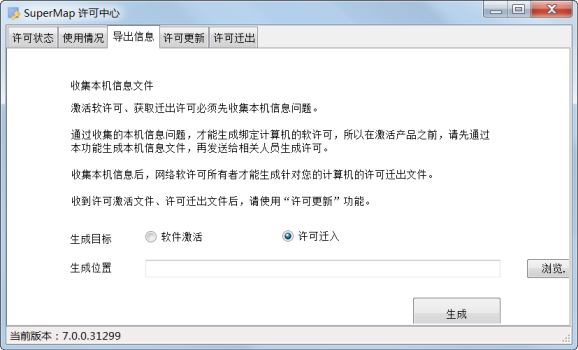 SuperMap 许可中心
许可状态 使用情况 导出信息 许可更新 许可迁出
收集本机信息文件
激活软许可、获取迁出许可必须先收集本机信息问题。
通过收集的本机信息问题，才能生成绑定计算机的软许可，所以在激活产品之前，请先通过
本功能生成本机信息文件，再发送给相关人员生成许可。
收集本机信息后，网络软许可所有者才能生成针对您的计算机的许可迁出文件。
收到许可激活文件、许可迁出文件后，请使用“许可更新”功能。
生成目标 软件激活 许可迁入
生成位置 浏览.
生成
当前版本：7.0.0.31299